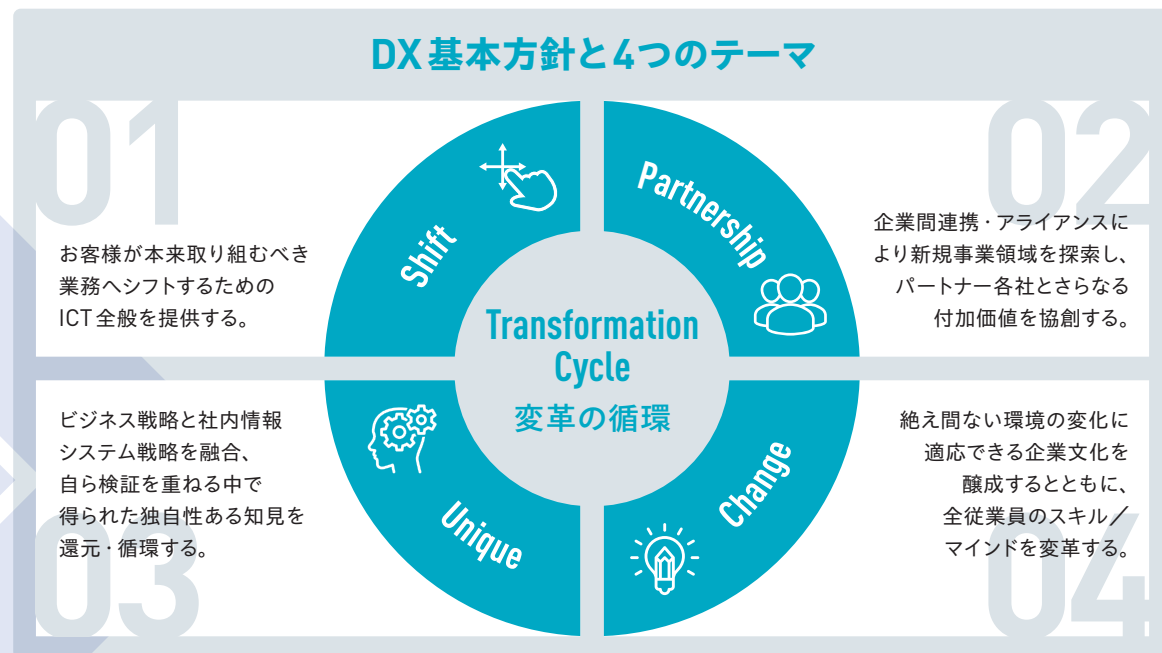 DX基本方針と4つのテーマ
01
お客様が本来取り組むべき
業務へシフトするための
ICT全般を提供する。
Shift
Partnership
02
企業間連携・アライアンスに
より新規事業領域を探索し、
パートナー各社とさらなる
付加価値を協創する。
Transformation
Cycle
変革の循環
03
ビジネス戦略と社内情報
システム戦略を融合、
自ら検証を重ねる中で
得られた独自性ある知見を
還元・循環する。
Unique
Change
04
絶え間ない環境の変化に
適応できる企業文化を
醸成するとともに、
全従業員のスキル／
マインドを変革する。